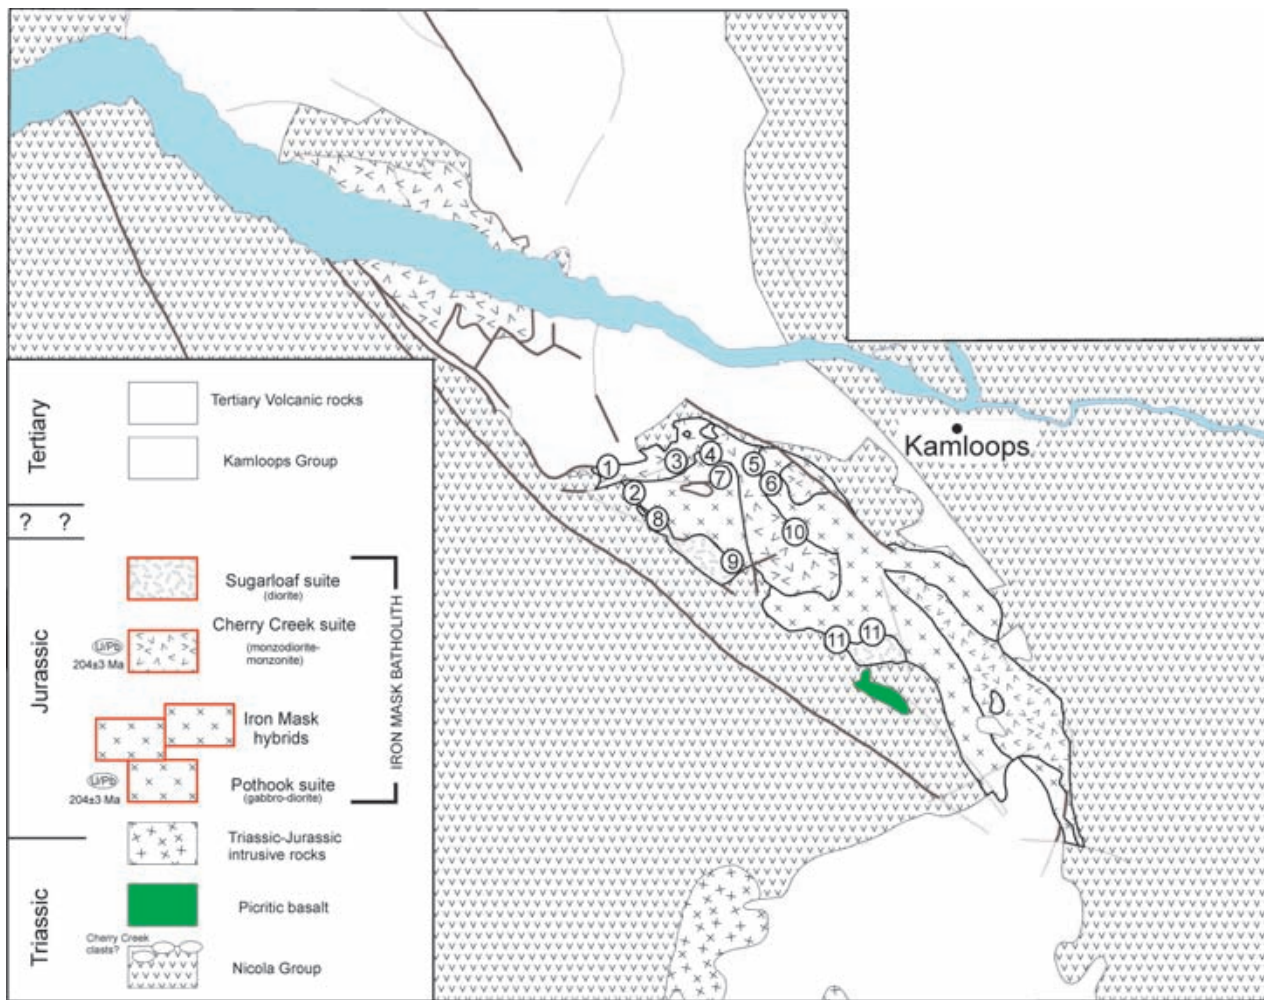 Kamloops
1
2
3
4
5
6
7
8
9
10
11
11
Tertiary
Tertiary Volcanic rocks
Kamloops Group
? ?
Jurassic
Sugarloaf suite
(diorite)
Cherry Creek suite
(monzodiorite-
monzonite)
U/Pb
204±3 Ma
Iron Mask
hybrids
Pothook suite
(gabbro-diorite)
U/Pb
204±3 Ma
IRON MASK BATHOLITH
Triassic-Jurassic
intrusive rocks
Triassic
Picritic basalt
Cherry Creek
clasts?
Nicola Group